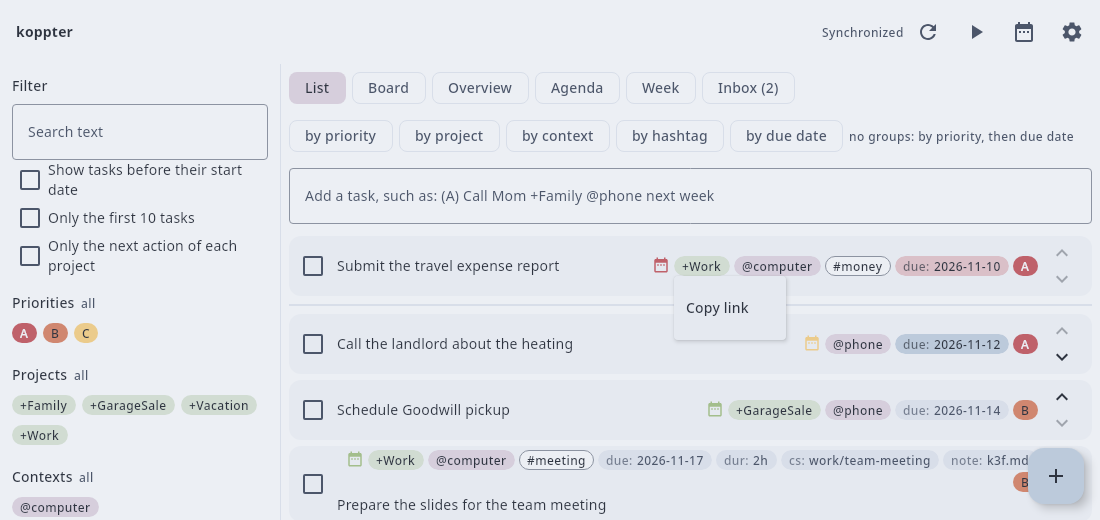 koppter
Synchronized
Filter
Search text
Show tasks before their start
date
Only the first 10 tasks
Only the next action of each
project
Priorities all
A B C
Projects all
+Family +GarageSale +Vacation
+Work
Contexts all
@computer
List Board Overview Agenda Week Inbox (2)
by priority by project by context by hashtag by due date no groups: by priority, then due date
Add a task, such as: (A) Call Mom +Family @phone next week
Submit the travel expense report +Work @computer #money due: 2026-11-10 A
Copy link
Call the landlord about the heating @phone due: 2026-11-12 A
Schedule Goodwill pickup +GarageSale @phone due: 2026-11-14 B
+Work @computer #meeting due: 2026-11-17 dur: 2h cs: work/team-meeting note: k3f.md
B
Prepare the slides for the team meeting